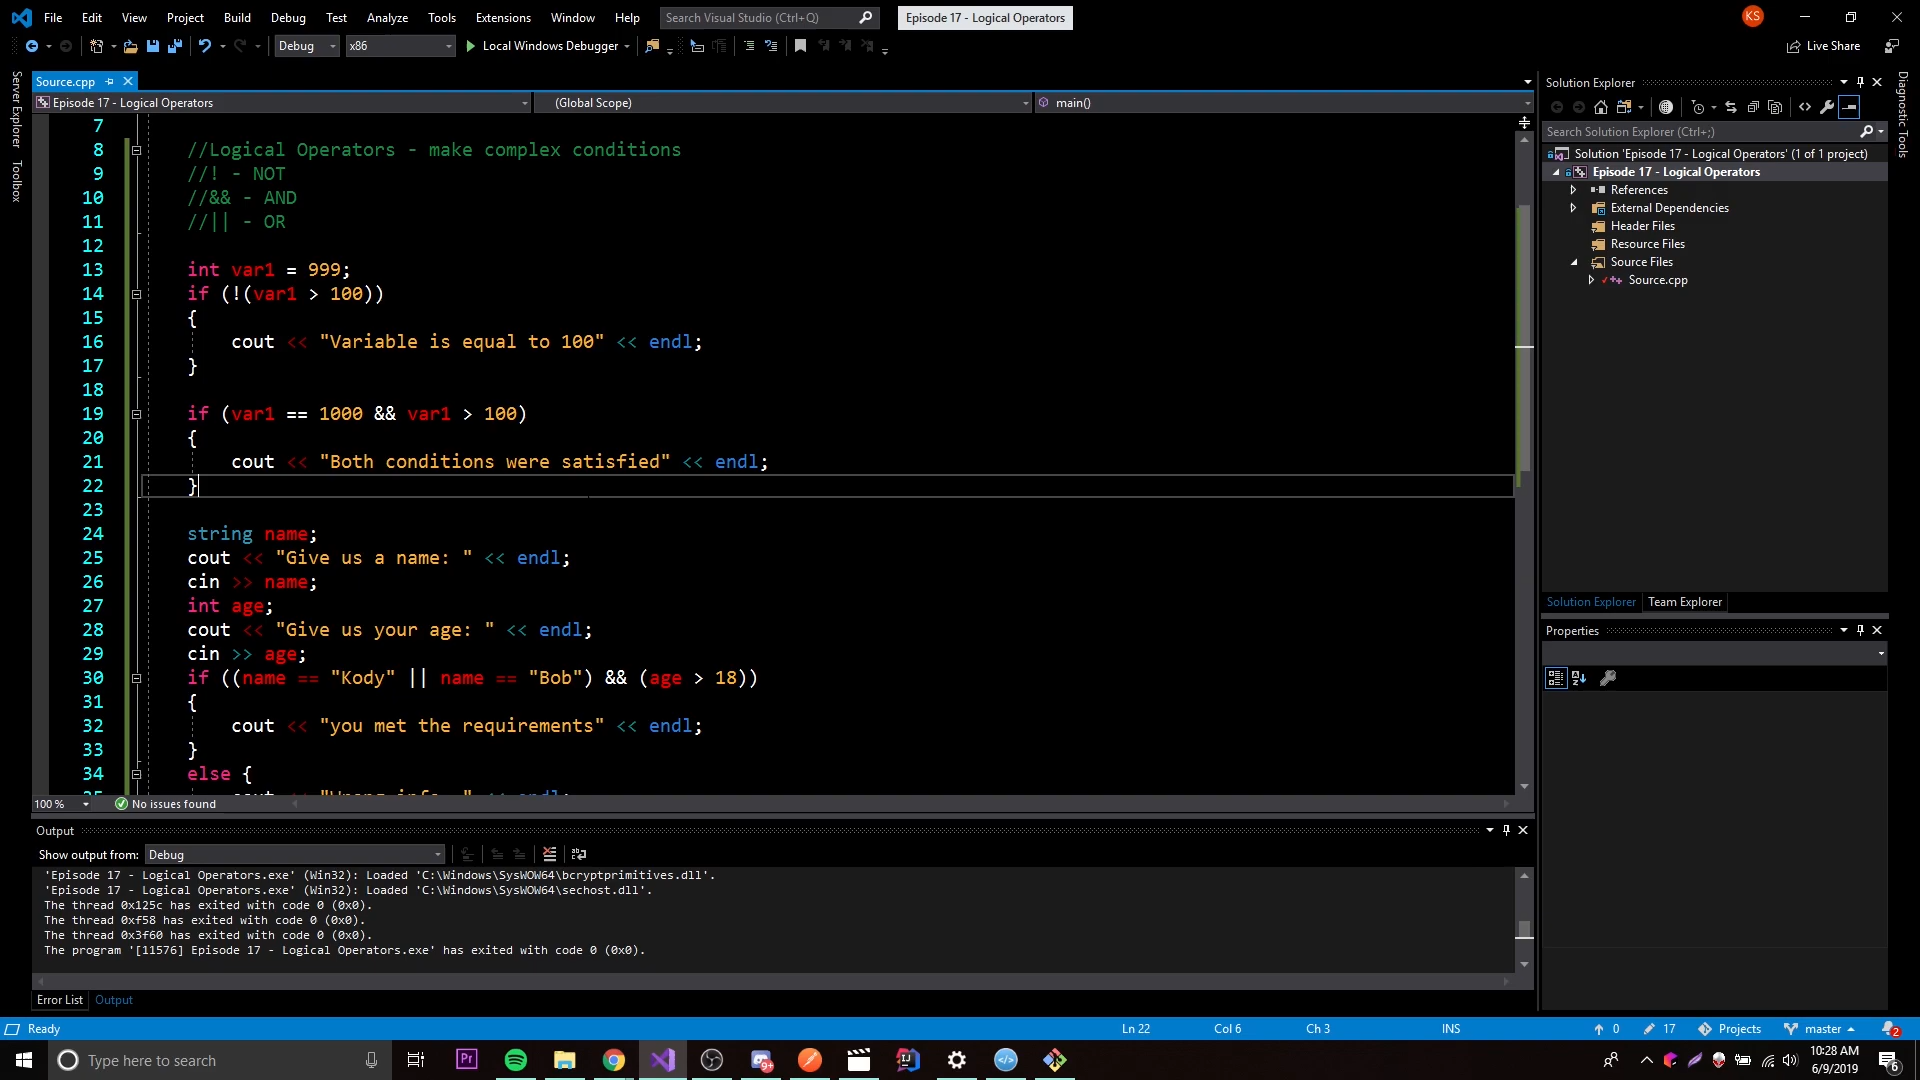 File Edit View Project Build Debug Test Analyze Tools Extensions Window Help Search Visual Studio (Ctrl+Q) Episode 17 - Logical Operators KS
Debug x86 Local Windows Debugger Live Share
Server Explorer
Toolbox
Source.cpp
Episode 17 - Logical Operators (Global Scope) main()
7
8 //Logical Operators - make complex conditions
9 //! - NOT
10 //&& - AND
11 //|| - OR
12
13 int var1 = 999;
14 if (!(var1 > 100))
15 {
16 cout << "Variable is equal to 100" << endl;
17 }
18
19 if (var1 == 1000 && var1 > 100)
20 {
21 cout << "Both conditions were satisfied" << endl;
22 }
23
24 string name;
25 cout << "Give us a name: " << endl;
26 cin >> name;
27 int age;
28 cout << "Give us your age: " << endl;
29 cin >> age;
30 if ((name == "Kody" || name == "Bob") && (age > 18))
31 {
32 cout << "you met the requirements" << endl;
33 }
34 else {
100 % No issues found
Output
Show output from: Debug
'Episode 17 - Logical Operators.exe' (Win32): Loaded 'C:\Windows\SysWOW64\bcryptprimitives.dll'.
'Episode 17 - Logical Operators.exe' (Win32): Loaded 'C:\Windows\SysWOW64\sechost.dll'.
The thread 0x125c has exited with code 0 (0x0).
The thread 0xf58 has exited with code 0 (0x0).
The thread 0x3f60 has exited with code 0 (0x0).
The program '[11576] Episode 17 - Logical Operators.exe' has exited with code 0 (0x0).
Error List Output
Solution Explorer
Search Solution Explorer (Ctrl+;)
Solution 'Episode 17 - Logical Operators' (1 of 1 project)
Episode 17 - Logical Operators
References
External Dependencies
Header Files
Resource Files
Source Files
Source.cpp
Solution Explorer Team Explorer
Properties
Diagnostic Tools
Ready Ln 22 Col 6 Ch 3 INS 0 17 Projects master 2
Type here to search Pr 9+ IJ 10:28 AM
6/9/2019 6